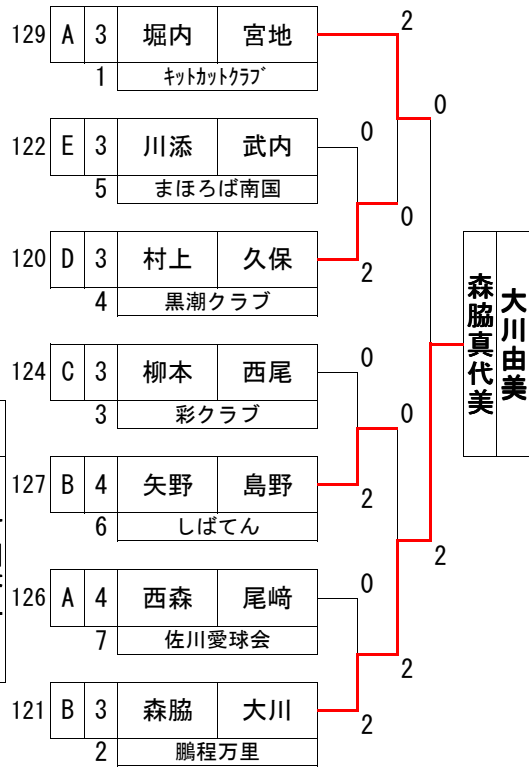 129 A 3 堀内 宮地
1 キットカットクラブ
2
0
122 E 3 川添 武内
5 まほろば南国
0
0
120 D 3 村上 久保
4 黒潮クラブ
2
森脇真代美
大川由美
124 C 3 柳本 西尾
3 彩クラブ
0
0
127 B 4 矢野 島野
6 しばてん
2
2
126 A 4 西森 尾﨑
7 佐川愛球会
0
2
121 B 3 森脇 大川
2 鵬程万里
2